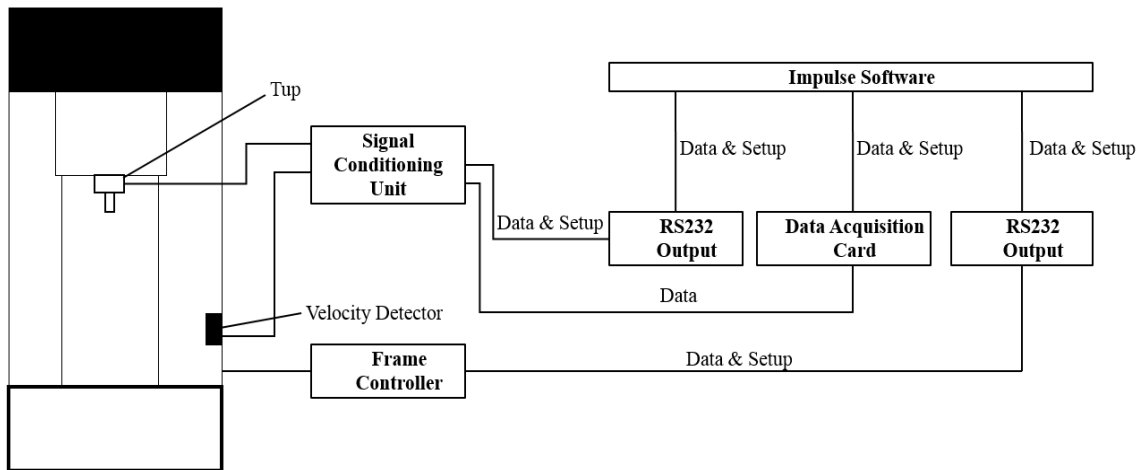 Tup
Impulse Software
Signal
Conditioning
Unit
Data & Setup
Data & Setup
Data & Setup
Data & Setup
RS232
Output
Data Acquisition
Card
RS232
Output
Data
Velocity Detector
Frame
Controller
Data & Setup